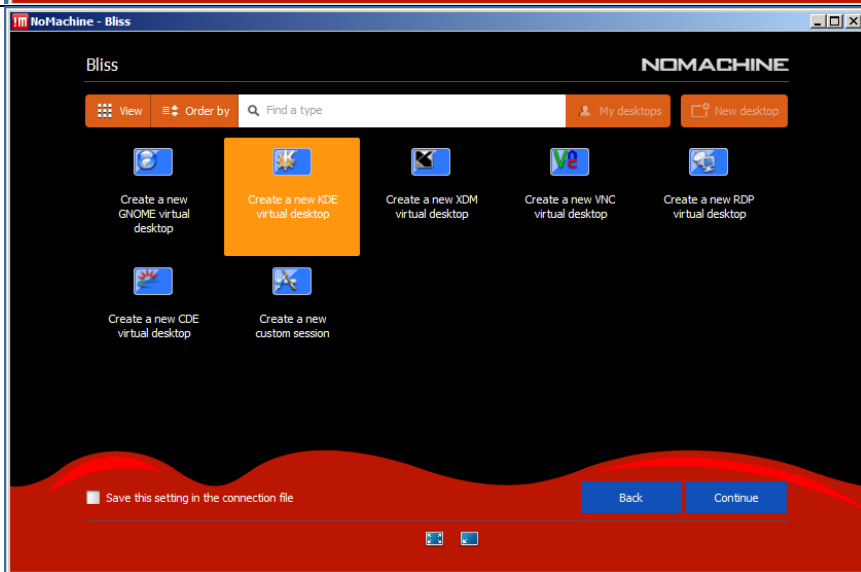 NoMachine - Bliss
Bliss
NOMACHINE
View
Order by
Find a type
My desktops
New desktop
Create a new
GNOME virtual
desktop
Create a new KDE
virtual desktop
Create a new XDM
virtual desktop
Create a new VNC
virtual desktop
Create a new RDP
virtual desktop
Create a new CDE
virtual desktop
Create a new
custom session
Save this setting in the connection file
Back
Continue